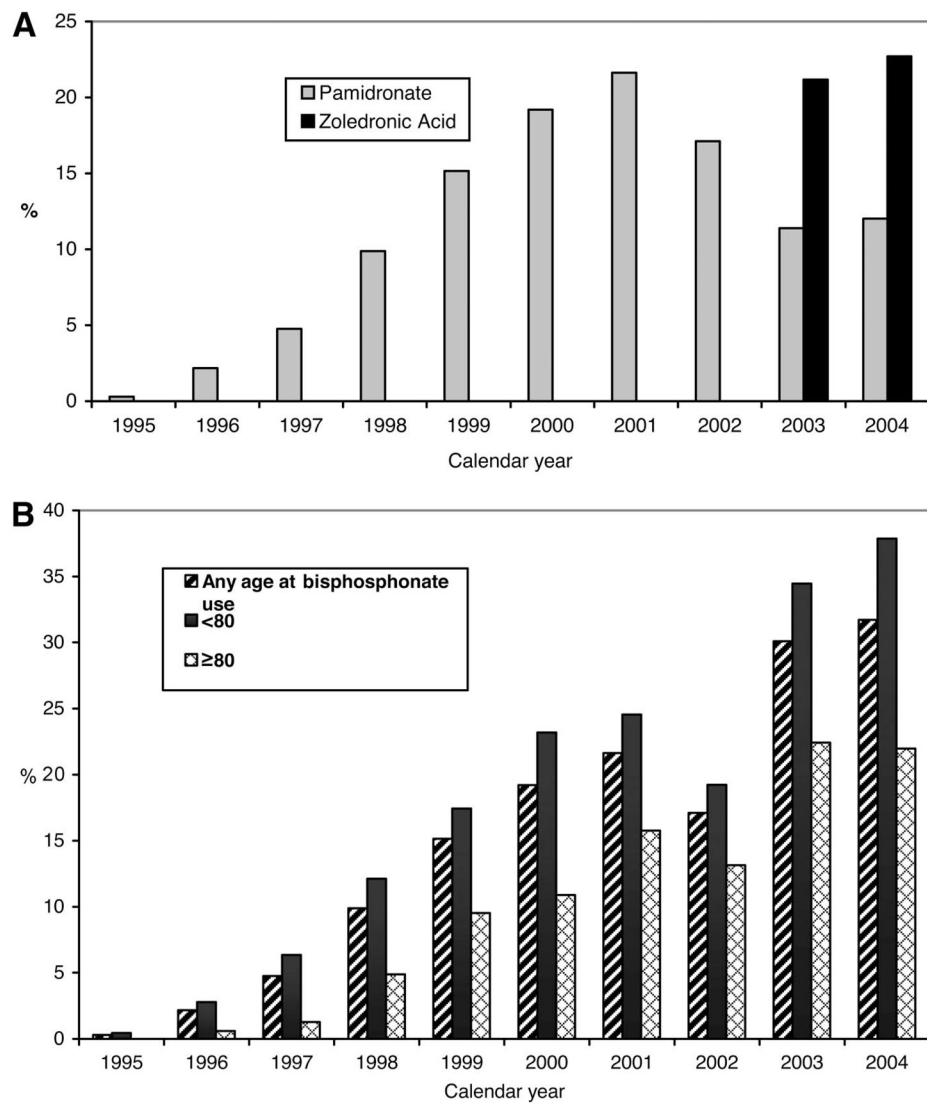 A
25
20
15
%
10
5
0
Pamidronate
Zoledronic Acid
1995 1996 1997 1998 1999 2000 2001 2002 2003 2004
Calendar year
B
40
35
30
25
% 20
15
10
5
0
Any age at bisphosphonate
use
<80
≥80
1995 1996 1997 1998 1999 2000 2001 2002 2003 2004
Calendar year